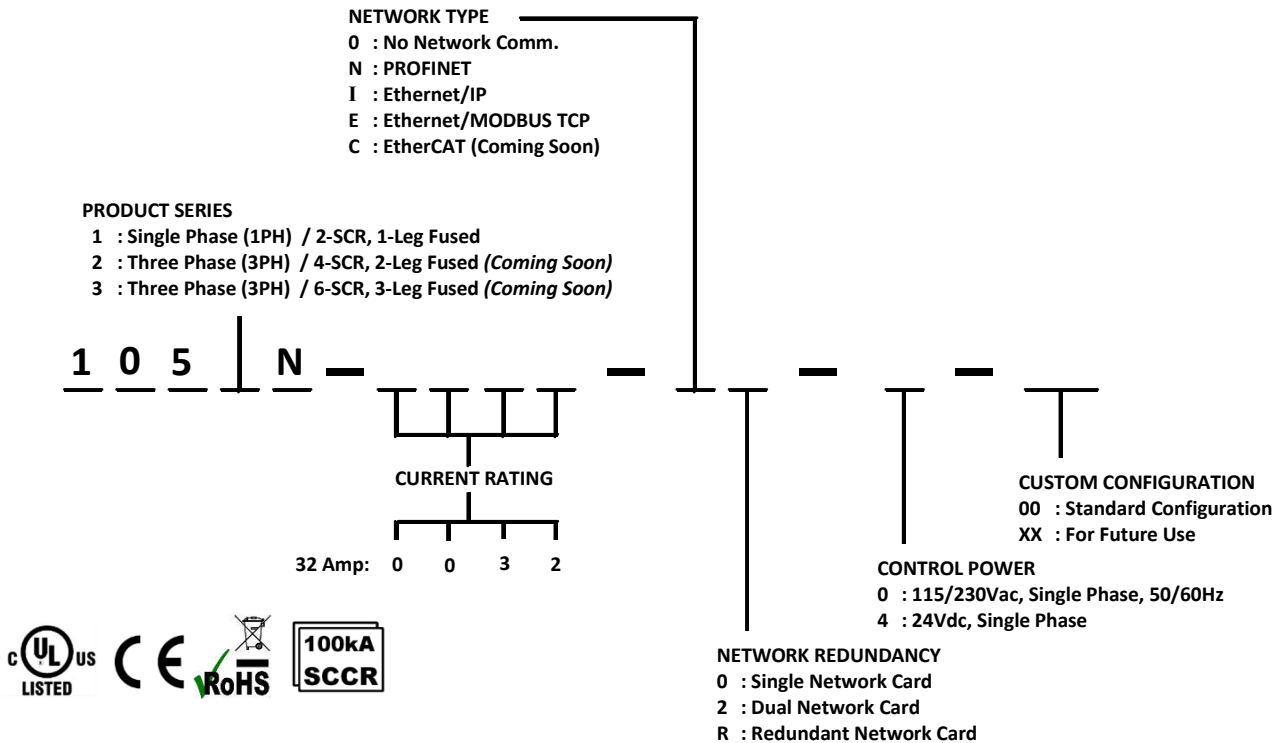 NETWORK TYPE
0 : No Network Comm.
N : PROFINET
I : Ethernet/IP
E : Ethernet/MODBUS TCP
C : EtherCAT (Coming Soon)
PRODUCT SERIES
1 : Single Phase (1PH) / 2-SCR, 1-Leg Fused
2 : Three Phase (3PH) / 4-SCR, 2-Leg Fused (Coming Soon)
3 : Three Phase (3PH) / 6-SCR, 3-Leg Fused (Coming Soon)
1 0 5 N - - - -
CURRENT RATING
32 Amp: 0 0 3 2
CUSTOM CONFIGURATION
00 : Standard Configuration
XX : For Future Use
CONTROL POWER
0 : 115/230Vac, Single Phase, 50/60Hz
4 : 24Vdc, Single Phase
NETWORK REDUNDANCY
0 : Single Network Card
2 : Dual Network Card
R : Redundant Network Card
C UL US
LISTED
CE
RoHS
100kA
SCCR